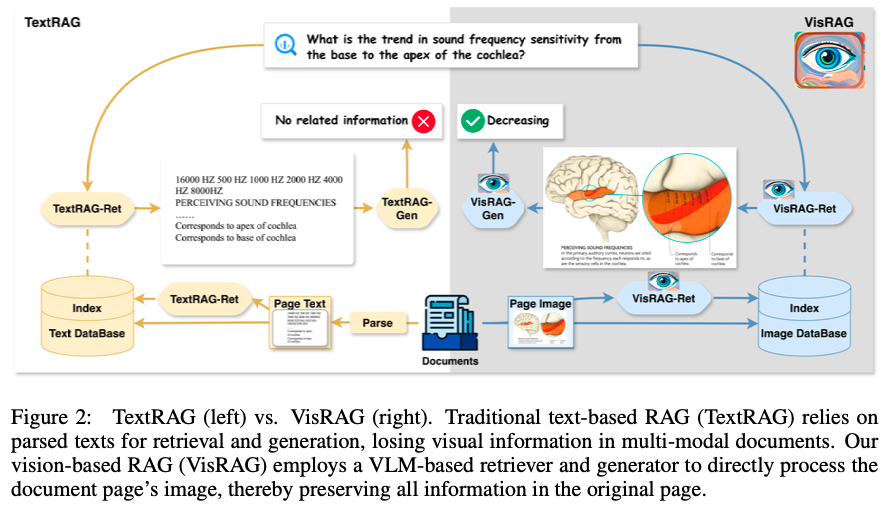 TextRAG
VisRAG
What is the trend in sound frequency sensitivity from
the base to the apex of the cochlea?
No related information
Decreasing
16000 HZ 500 HZ 1000 HZ 2000 HZ 4000
HZ 8000HZ
PERCEIVING SOUND FREQUENCIES
......
Corresponds to apex of cochlea
Corresponds to base of cochlea
TextRAG-Ret
TextRAG-
Gen
VisRAG-
Gen
VisRAG-Ret
PERCEIVING SOUND FREQUENCIES
In the primary auditory cortex, neurons are sited
according to the frequency each responds to, as
are the sensory cells in the cochlea.
Corresponds
to apex of
cochlea
Corresponds
to base of
cochlea
Index
Text DataBase
TextRAG-Ret
Page Text
Parse
Documents
Page Image
VisRAG-Ret
Index
Image DataBase
Figure 2: TextRAG (left) vs. VisRAG (right). Traditional text-based RAG (TextRAG) relies on
parsed texts for retrieval and generation, losing visual information in multi-modal documents. Our
vision-based RAG (VisRAG) employs a VLM-based retriever and generator to directly process the
document page's image, thereby preserving all information in the original page.